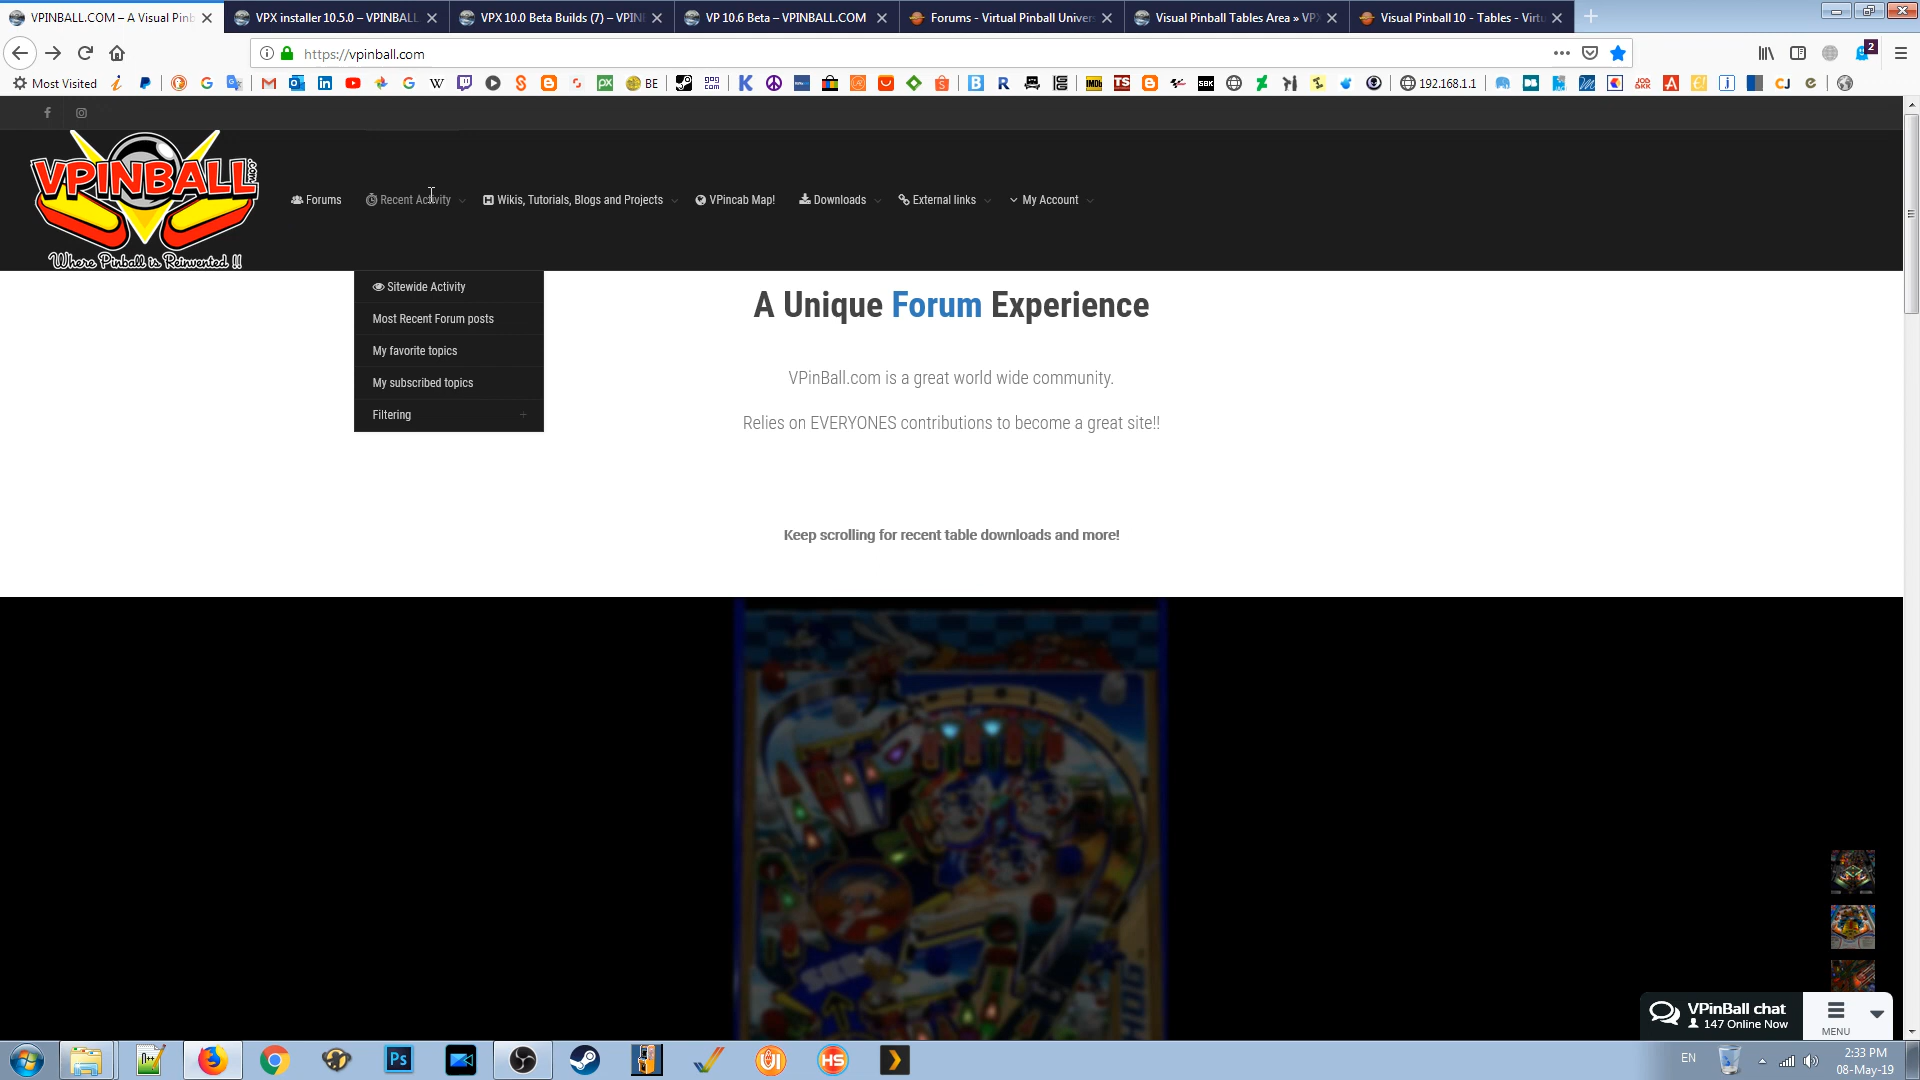 VPINBALL.COM – A Visual Pinb
VPX installer 10.5.0 – VPINBALL
VPX 10.0 Beta Builds (7) – VPIN
VP 10.6 Beta – VPINBALL.COM
Forums - Virtual Pinball Univer
Visual Pinball Tables Area » VP
Visual Pinball 10 - Tables - Virtu
https://vpinball.com
2
Most Visited
BE
192.168.1.1
VPINBALL
Where Pinball is Reinvented !!
Forums
Recent Activity
Wikis, Tutorials, Blogs and Projects
VPincab Map!
Downloads
External links
My Account
Sitewide Activity
Most Recent Forum posts
My favorite topics
My subscribed topics
Filtering +
A Unique Forum Experience
VPinBall.com is a great world wide community.
Relies on EVERYONES contributions to become a great site!!
Keep scrolling for recent table downloads and more!
SEGA
VPinBall chat
147 Online Now
MENU
EN
2:33 PM
08-May-19